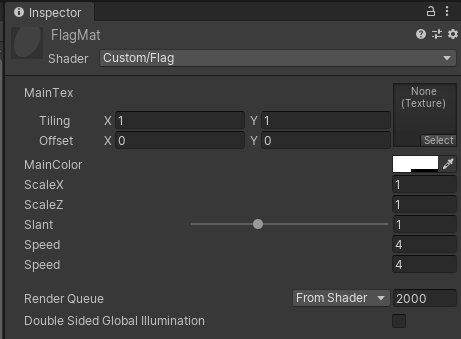 Inspector
FlagMat
Shader Custom/Flag
MainTex None
(Texture)
Tiling X 1 Y 1
Offset X 0 Y 0 Select
MainColor
ScaleX 1
ScaleZ 1
Slant 1
Speed 4
Speed 4
Render Queue From Shader 2000
Double Sided Global Illumination